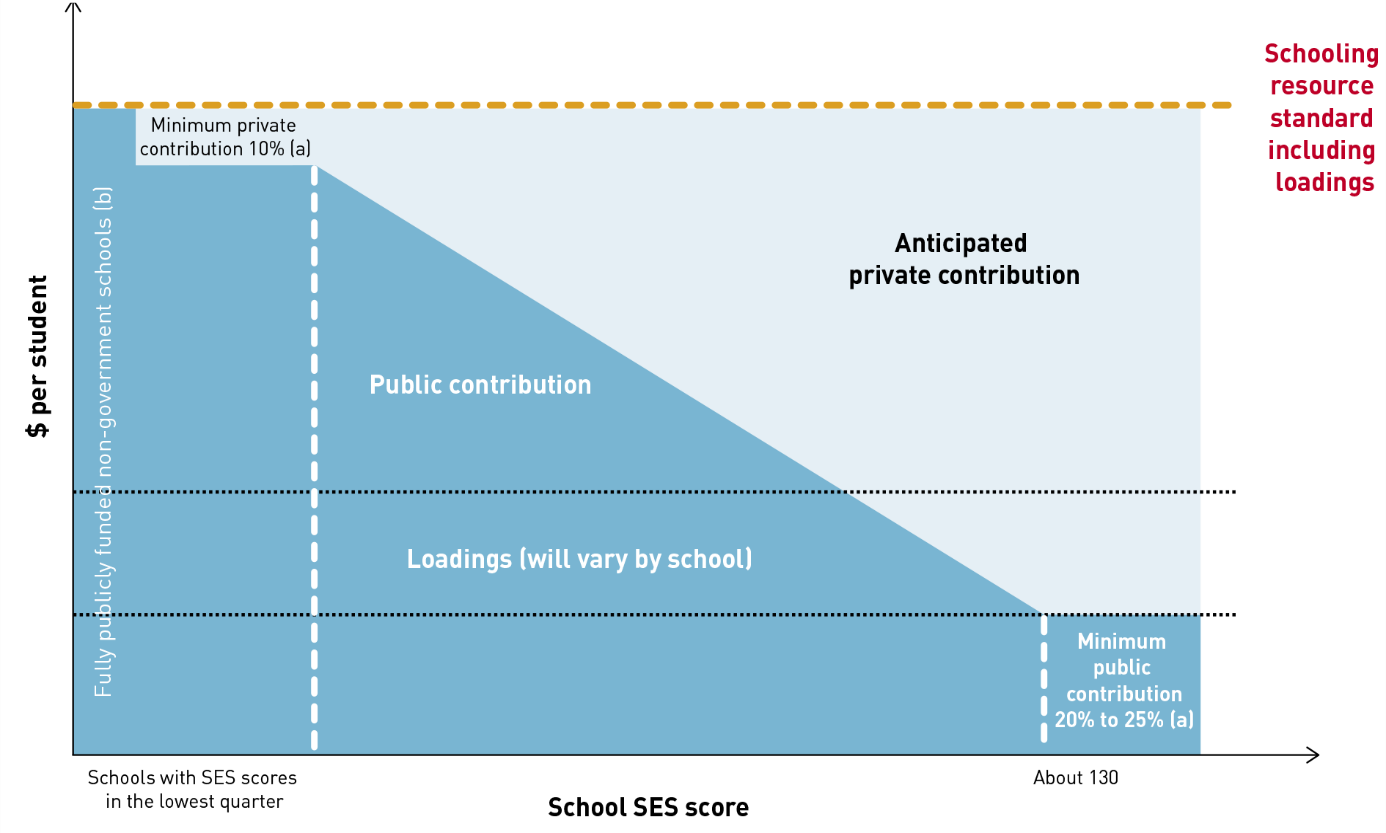 Schooling
resource
standard
including
loadings
Minimum private
contribution 10% (a)
Anticipated
private contribution
$ per student
Fully publicly funded non-government schools (b)
Public contribution
Loadings (will vary by school)
Minimum
public
contribution
20% to 25% (a)
Schools with SES scores
in the lowest quarter
About 130
School SES score